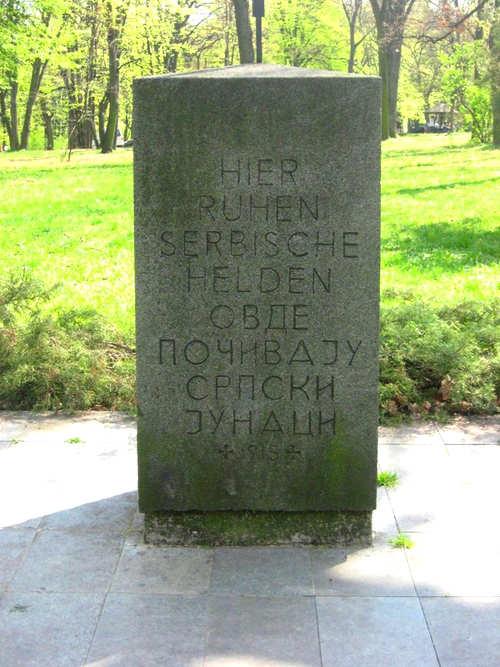 HIER
RUHEN
SERBISCHE
HELDEN
ОВДЕ
ПОЧИВАЈУ
СРПСКИ
ЈУНАЦИ
✠1915✠